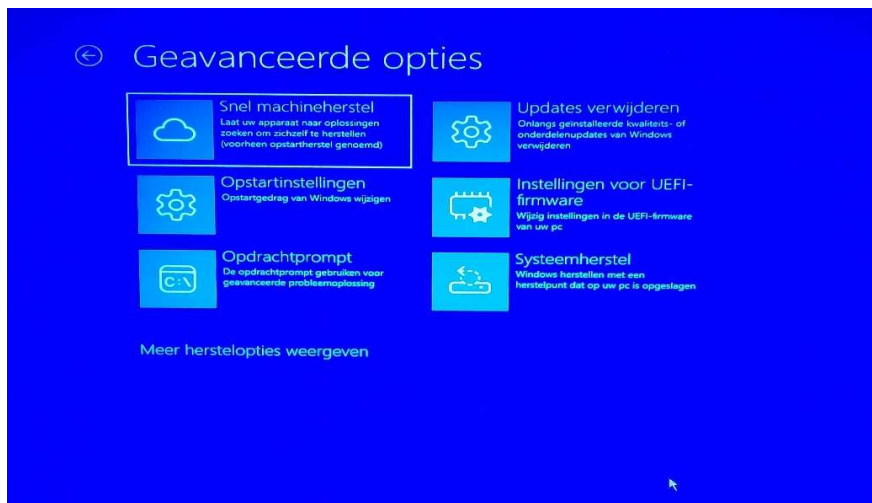 Geavanceerde opties
Snel machineherstel
Laat uw apparaat naar oplossingen
zoeken om zichzelf te herstellen
(voorheen opstartherstel genoemd)
Updates verwijderen
Onlangs geïnstalleerde kwaliteits- of
onderdelenupdates van Windows
verwijderen
Opstartinstellingen
Opstartgedrag van Windows wijzigen
Instellingen voor UEFI-
firmware
Wijzig instellingen in de UEFI-firmware
van uw pc
C:\
Opdrachtprompt
De opdrachtprompt gebruiken voor
geavanceerde probleemoplossing
Systeemherstel
Windows herstellen met een
herstelpunt dat op uw pc is opgeslagen
Meer herstelopties weergeven